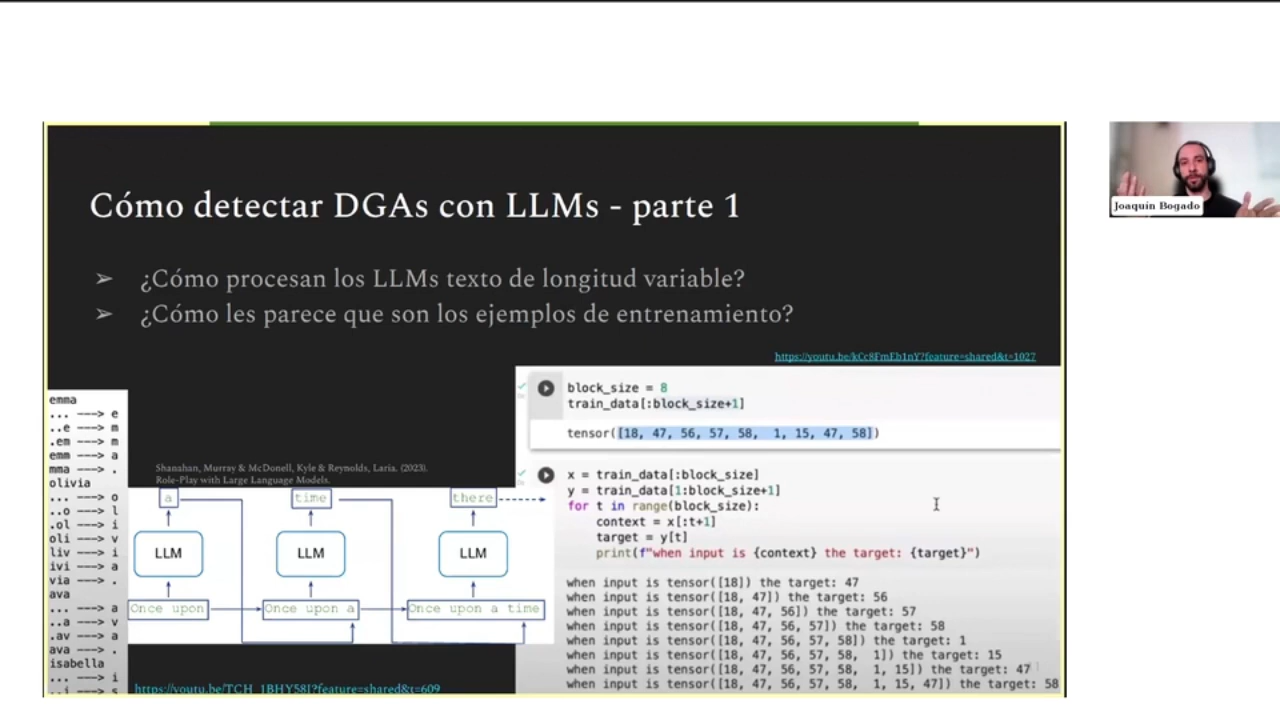 Cómo detectar DGAs con LLMs - parte 1
➢ ¿Cómo procesan los LLMs texto de longitud variable?
➢ ¿Cómo les parece que son los ejemplos de entrenamiento?
https://youtu.be/kCc8FmEb1nY?feature=shared&t=1027
emma
... ---> e
..e ---> m
.em ---> m
emm ---> a
mma ---> .
olivia
... ---> o
..o ---> l
.ol ---> i
oli ---> v
liv ---> i
ivi ---> a
via ---> .
ava
... ---> a
..a ---> v
.av ---> a
ava ---> .
isabella
... ---> i
..i ---> s
Shanahan, Murray & McDonell, Kyle & Reynolds, Laria. (2023).
Role-Play with Large Language Models.
a time there
LLM LLM LLM
Once upon Once upon a Once upon a time
https://youtu.be/TCH_1BHY58I?feature=shared&t=609
block_size = 8
train_data[:block_size+1]
tensor([18, 47, 56, 57, 58,  1, 15, 47, 58])
x = train_data[:block_size]
y = train_data[1:block_size+1]
for t in range(block_size):
    context = x[:t+1]
    target = y[t]
    print(f"when input is {context} the target: {target}")
when input is tensor([18]) the target: 47
when input is tensor([18, 47]) the target: 56
when input is tensor([18, 47, 56]) the target: 57
when input is tensor([18, 47, 56, 57]) the target: 58
when input is tensor([18, 47, 56, 57, 58]) the target: 1
when input is tensor([18, 47, 56, 57, 58,  1]) the target: 15
when input is tensor([18, 47, 56, 57, 58,  1, 15]) the target: 47
when input is tensor([18, 47, 56, 57, 58,  1, 15, 47]) the target: 58
Joaquín Bogado